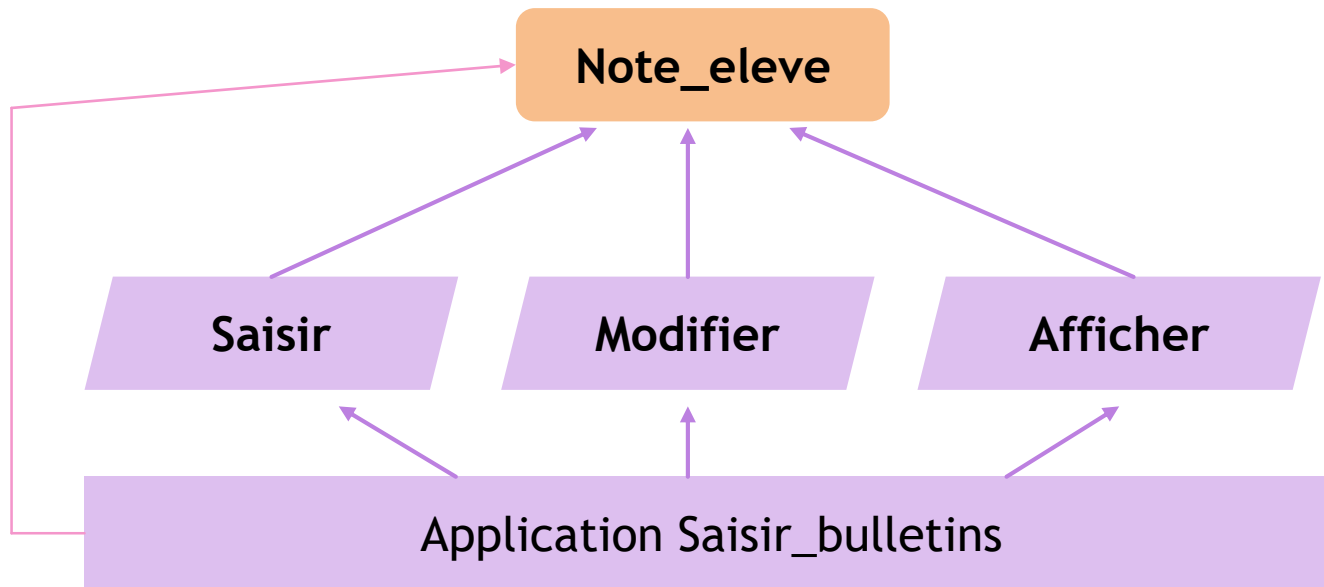 Note_eleve
Saisir
Modifier
Afficher
Application Saisir_bulletins